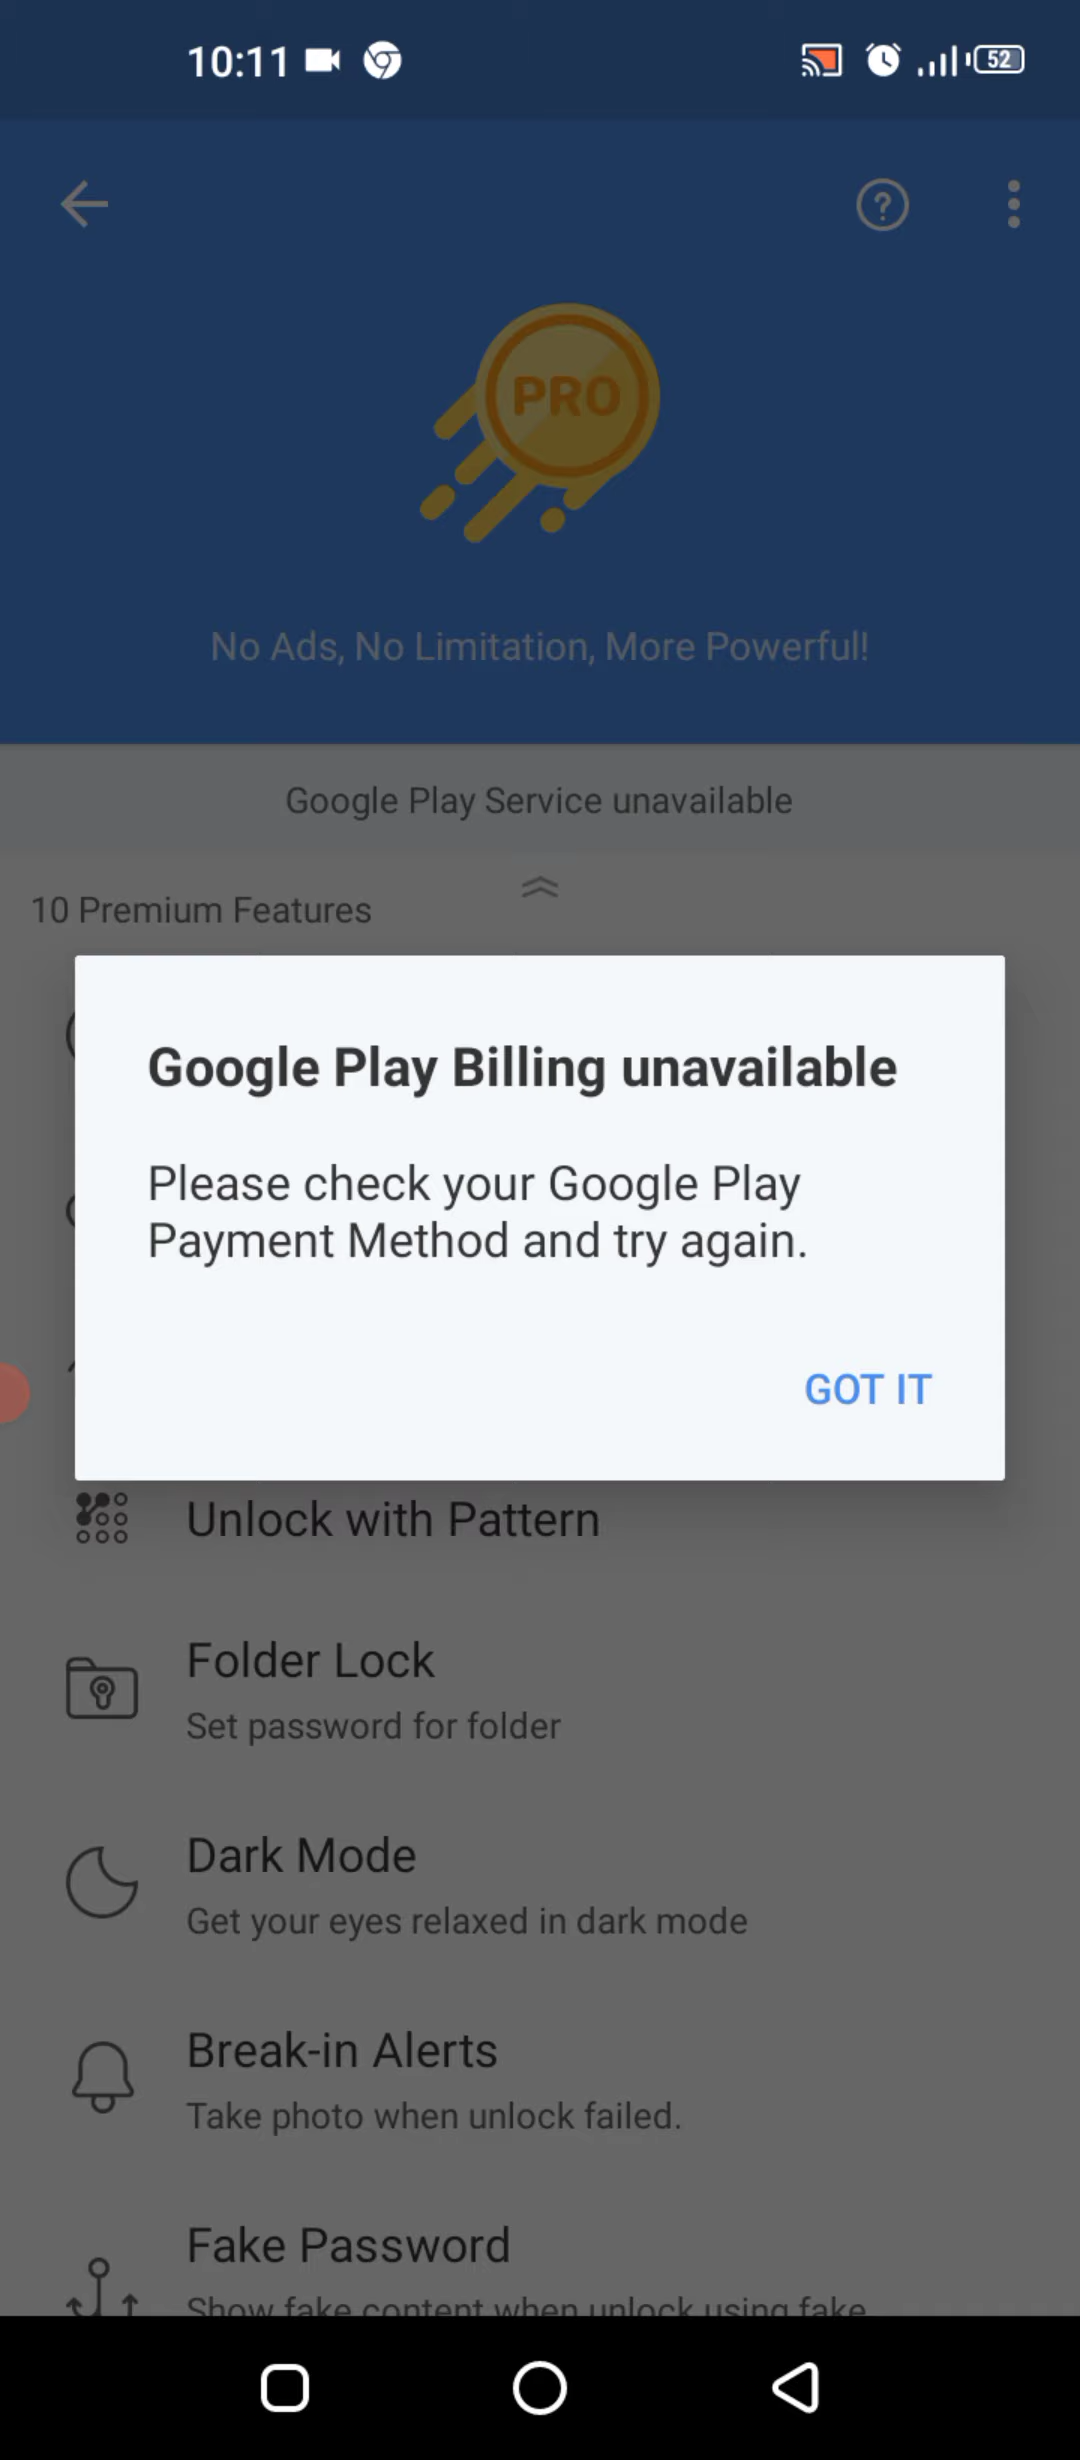 10:11
52
PRO
No Ads, No Limitation, More Powerful!
Google Play Service unavailable
10 Premium Features
Google Play Billing unavailable
Please check your Google Play
Payment Method and try again.
GOT IT
Unlock with Pattern
Folder Lock
Set password for folder
Dark Mode
Get your eyes relaxed in dark mode
Break-in Alerts
Take photo when unlock failed.
Fake Password
Show fake content when unlock using fake